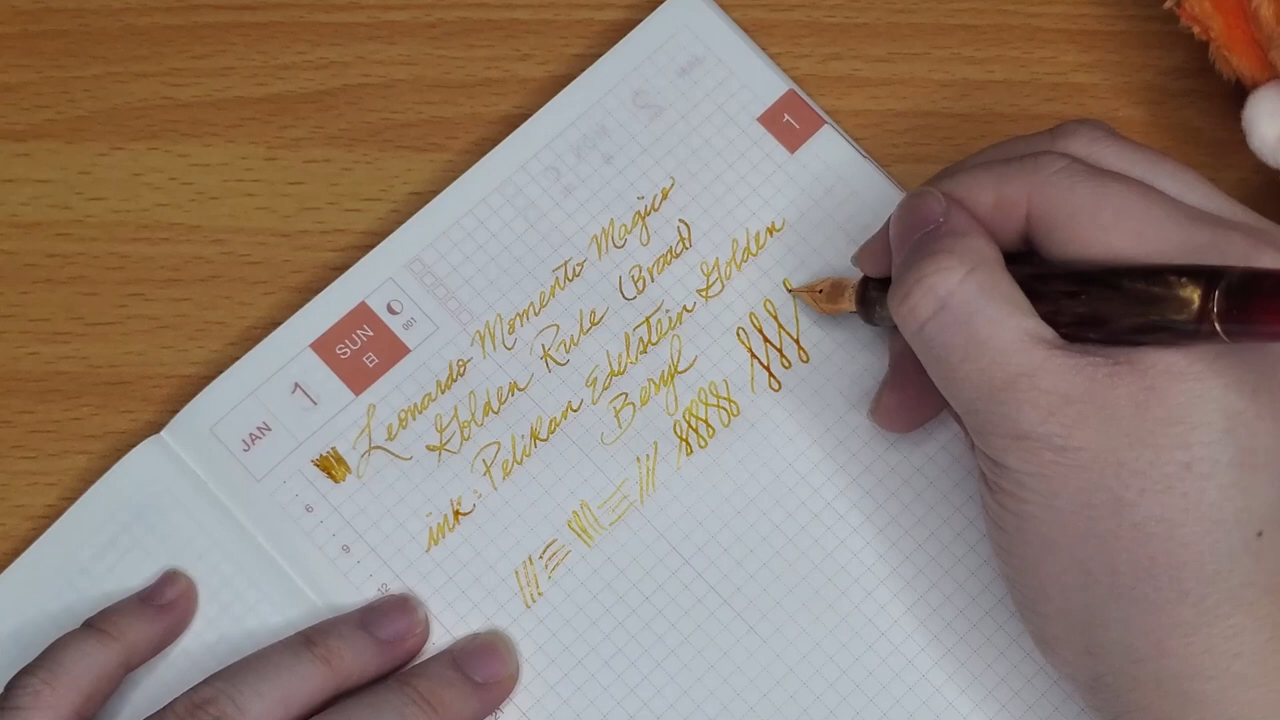 1
JAN 1 SUN 日 001
Leonardo Momento Magico
Golden Rule (Broad)
ink: Pelikan Edelstein Golden
Beryl
6
9
12
21